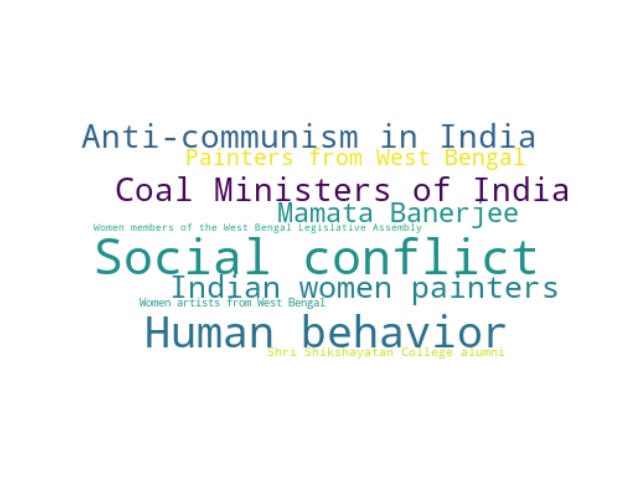 Anti-communism in India
Painters from West Bengal
Coal Ministers of India
Mamata Banerjee
Women members of the West Bengal Legislative Assembly
Social conflict
Indian women painters
Women artists from West Bengal
Human behavior
Shri Shikshayatan College alumni